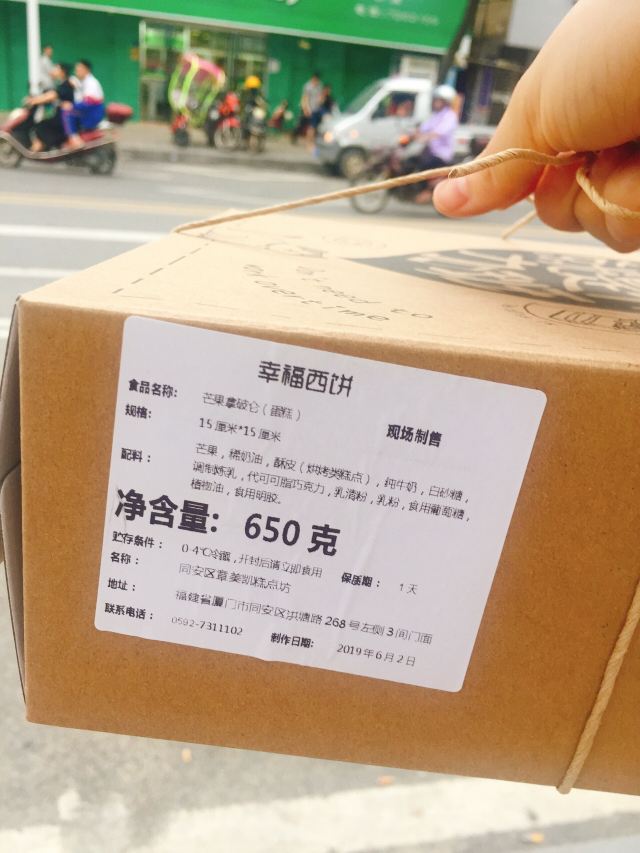 幸福西饼
食品名称： 芒果拿破仑（蛋糕）
规格： 15厘米*15厘米 现场制售
配料： 芒果，稀奶油，酥皮（烘烤类糕点），纯牛奶，白砂糖，
调制炼乳，代可可脂巧克力，乳清粉，乳粉，食用葡萄糖，
植物油，食用明胶。
净含量： 650克
贮存条件： 0-4℃冷藏，开封后请立即食用 保质期： 1天
名称： 同安区章美凯糕点坊
地址： 福建省厦门市同安区洪塘路268号左侧3间门面
联系电话： 0592-7311102 制作日期: 2019年6月2日
need to
overtime